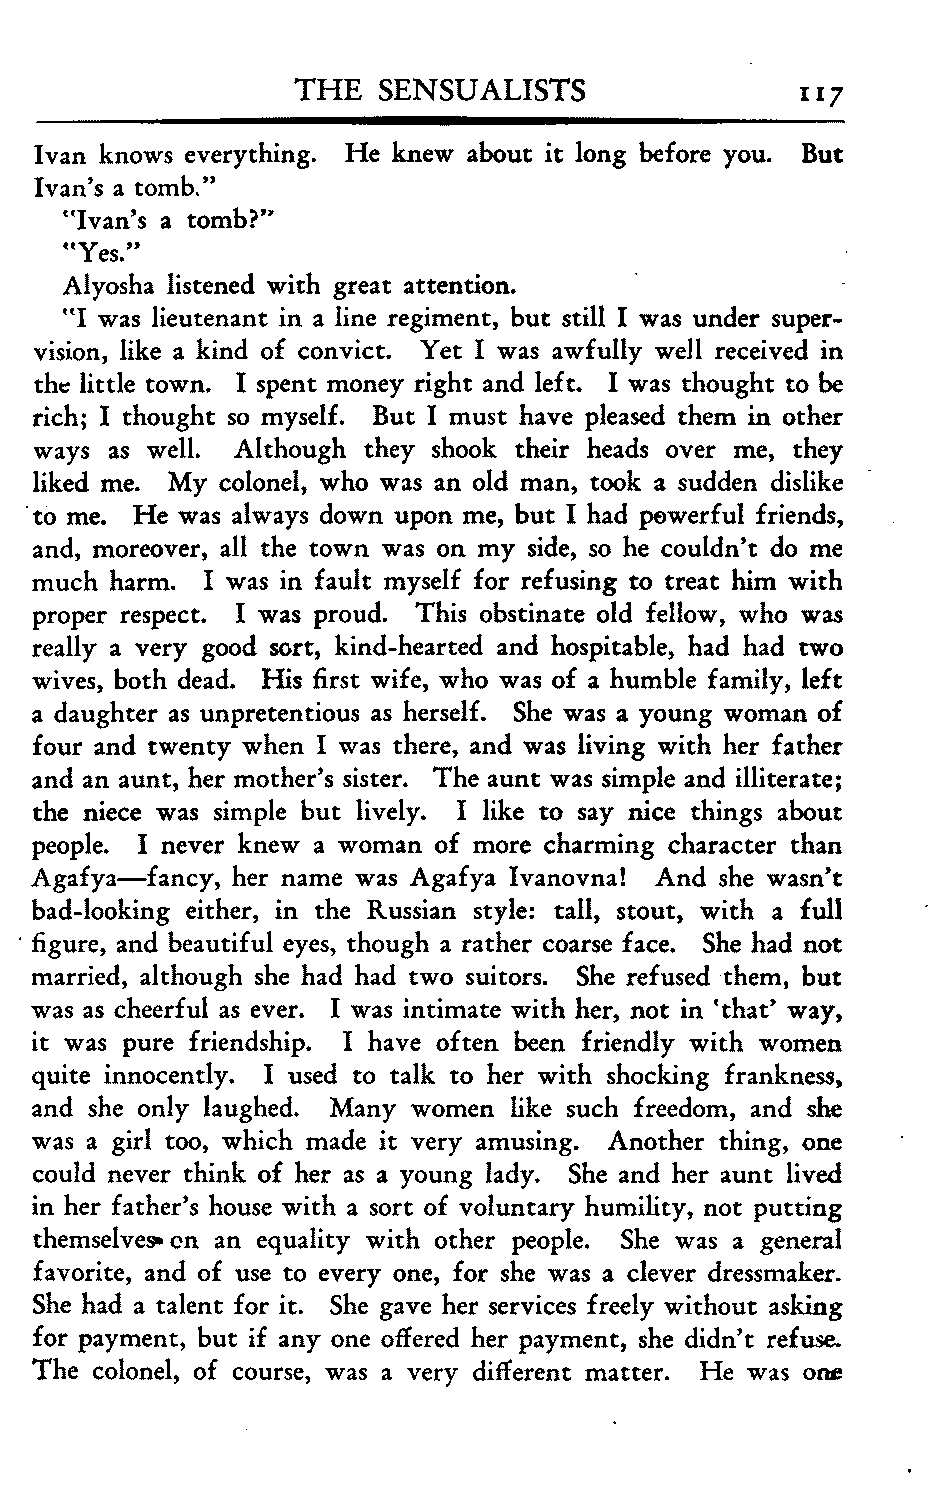 THE SENSUALISTS 117
Ivan knows everything. He knew about it long before you. But
Ivan's a tomb."
"Ivan's a tomb?"
"Yes."
Alyosha listened with great attention.
"I was lieutenant in a line regiment, but still I was under super-
vision, like a kind of convict. Yet I was awfully well received in
the little town. I spent money right and left. I was thought to be
rich; I thought so myself. But I must have pleased them in other
ways as well. Although they shook their heads over me, they
liked me. My colonel, who was an old man, took a sudden dislike
to me. He was always down upon me, but I had powerful friends,
and, moreover, all the town was on my side, so he couldn't do me
much harm. I was in fault myself for refusing to treat him with
proper respect. I was proud. This obstinate old fellow, who was
really a very good sort, kind-hearted and hospitable, had had two
wives, both dead. His first wife, who was of a humble family, left
a daughter as unpretentious as herself. She was a young woman of
four and twenty when I was there, and was living with her father
and an aunt, her mother's sister. The aunt was simple and illiterate;
the niece was simple but lively. I like to say nice things about
people. I never knew a woman of more charming character than
Agafya—fancy, her name was Agafya Ivanovna! And she wasn't
bad-looking either, in the Russian style: tall, stout, with a full
figure, and beautiful eyes, though a rather coarse face. She had not
married, although she had had two suitors. She refused them, but
was as cheerful as ever. I was intimate with her, not in 'that' way,
it was pure friendship. I have often been friendly with women
quite innocently. I used to talk to her with shocking frankness,
and she only laughed. Many women like such freedom, and she
was a girl too, which made it very amusing. Another thing, one
could never think of her as a young lady. She and her aunt lived
in her father's house with a sort of voluntary humility, not putting
themselves on an equality with other people. She was a general
favorite, and of use to every one, for she was a clever dressmaker.
She had a talent for it. She gave her services freely without asking
for payment, but if any one offered her payment, she didn't refuse.
The colonel, of course, was a very different matter. He was one